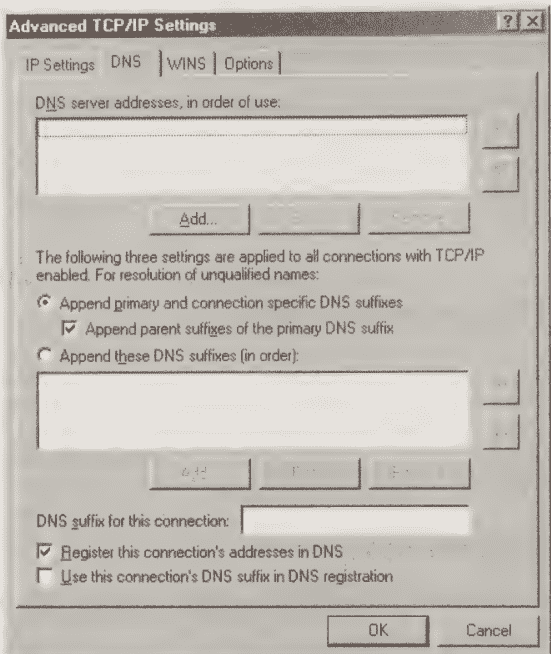 Advanced TCP/IP Settings
IP Settings DNS WINS Options
DNS server addresses, in order of use:
Add...
The following three settings are applied to all connections with TCP/IP
enabled. For resolution of unqualified names:
Append primary and connection specific DNS suffixes
Append parent suffixes of the primary DNS suffix
Append these DNS suffixes (in order):
DNS suffix for this connection:
Register this connection's addresses in DNS
Use this connection's DNS suffix in DNS registration
OK Cancel